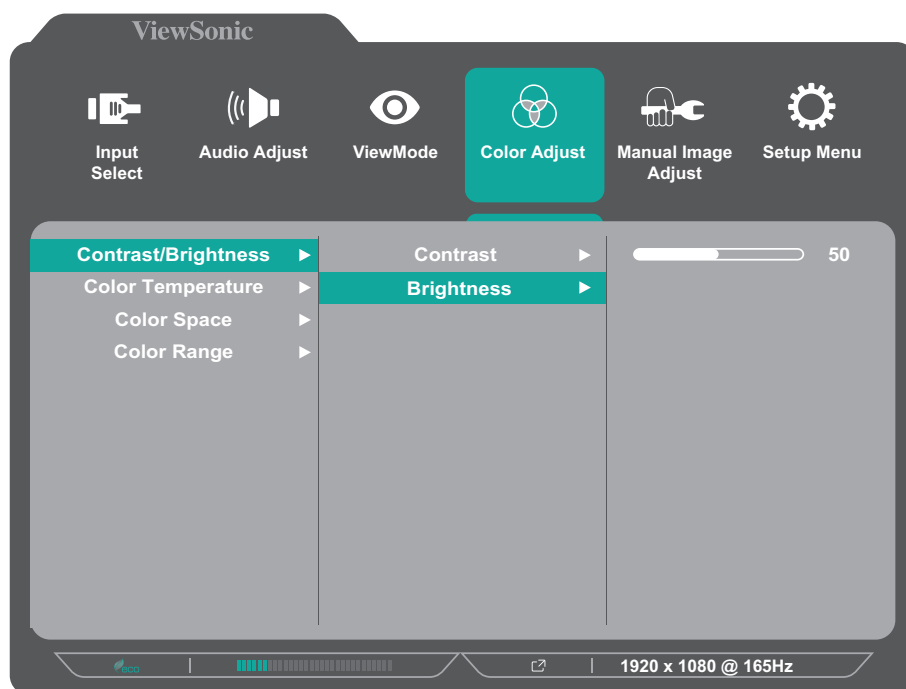 ViewSonic
Input Select
Audio Adjust
ViewMode
Color Adjust
Manual Image Adjust
Setup Menu
Contrast/Brightness
Contrast
50
Color Temperature
Brightness
Color Space
Color Range
ECO
1920 x 1080 @ 165Hz